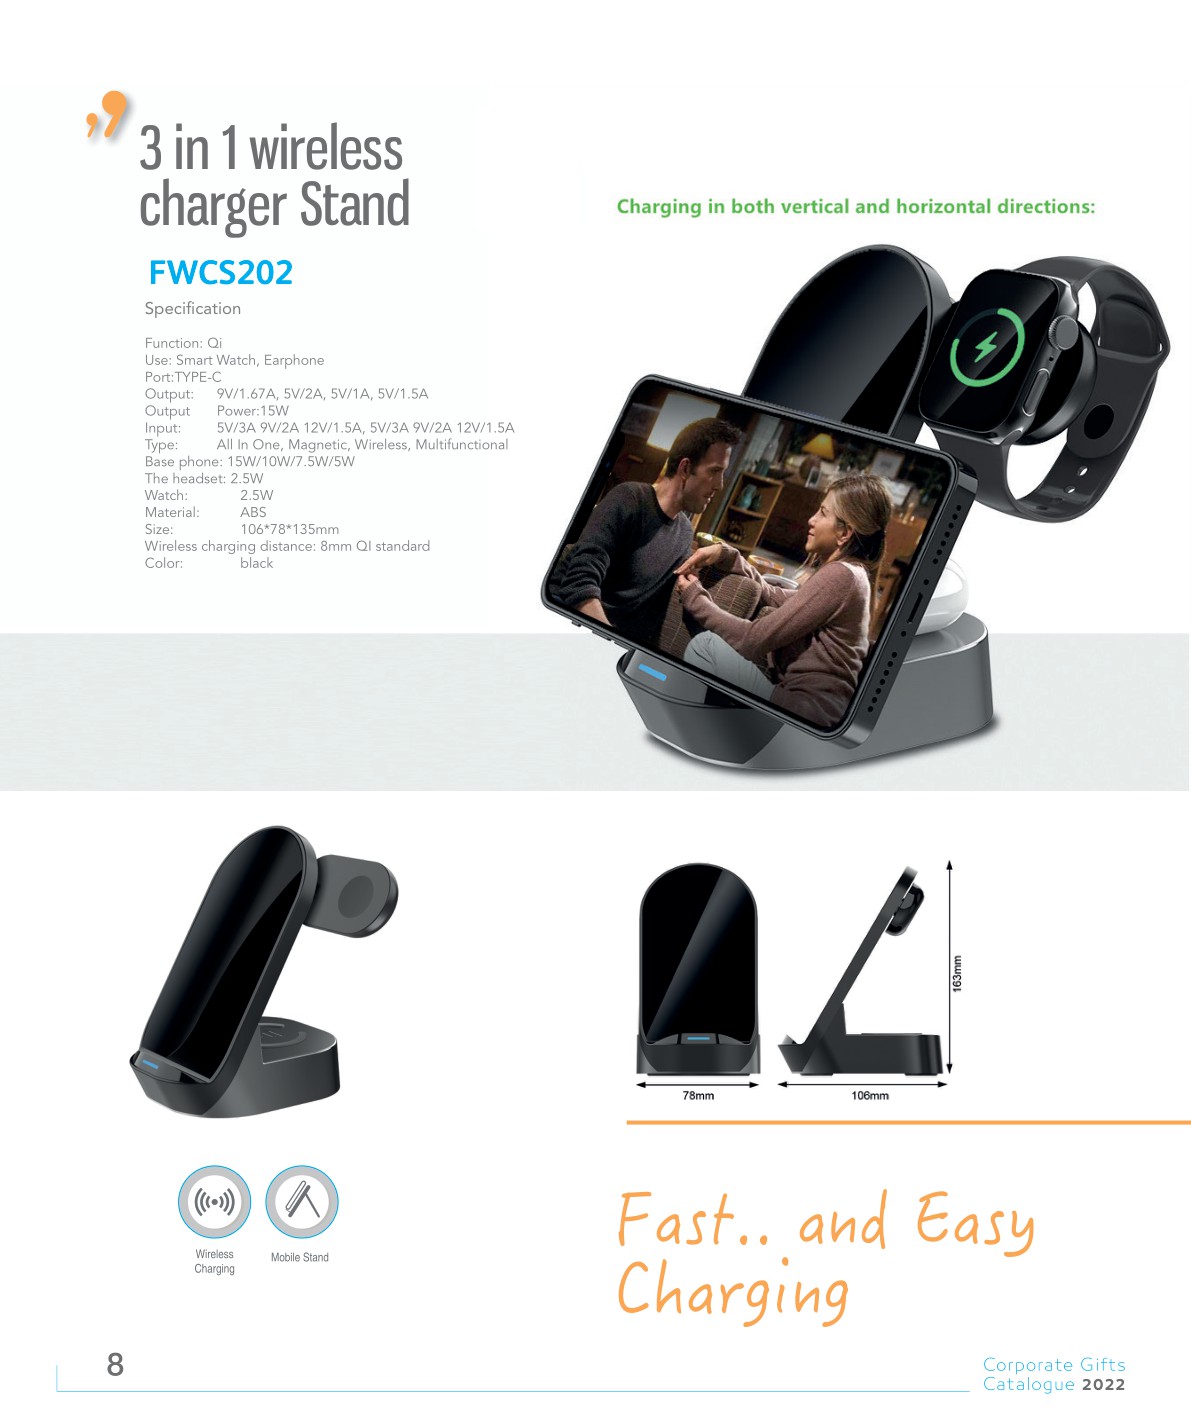 3 in 1 wireless
charger Stand
FWCS202
Specification
Function: Qi
Use: Smart Watch, Earphone
Port:TYPE-C
Output: 9V/1.67A, 5V/2A, 5V/1A, 5V/1.5A
Output Power:15W
Input: 5V/3A 9V/2A 12V/1.5A, 5V/3A 9V/2A 12V/1.5A
Type: All In One, Magnetic, Wireless, Multifunctional
Base phone: 15W/10W/7.5W/5W
The headset: 2.5W
Watch: 2.5W
Material: ABS
Size: 106*78*135mm
Wireless charging distance: 8mm QI standard
Color: black
Charging in both vertical and horizontal directions:
163mm
78mm
106mm
Wireless
Charging
Mobile Stand
Fast.. and Easy
Charging
8
Corporate Gifts
Catalogue 2022